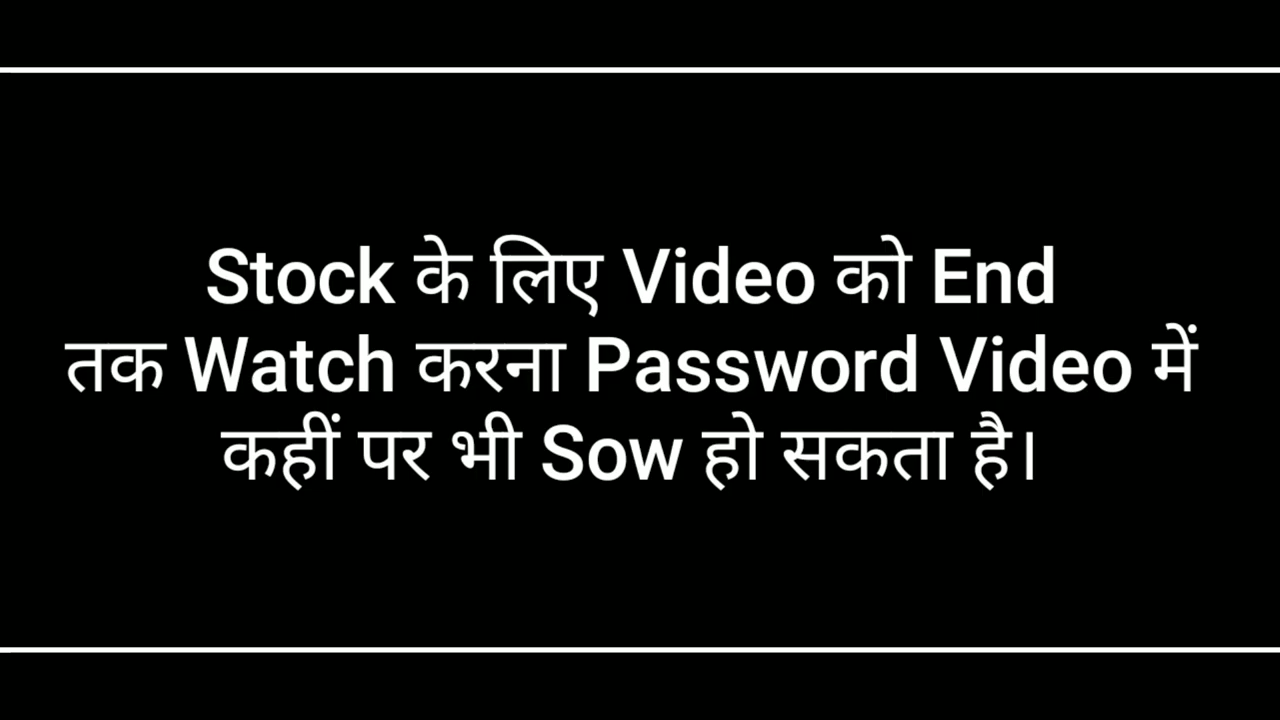 Stock के लिए Video को End
तक Watch करना Password Video में
कहीं पर भी Sow हो सकता है।